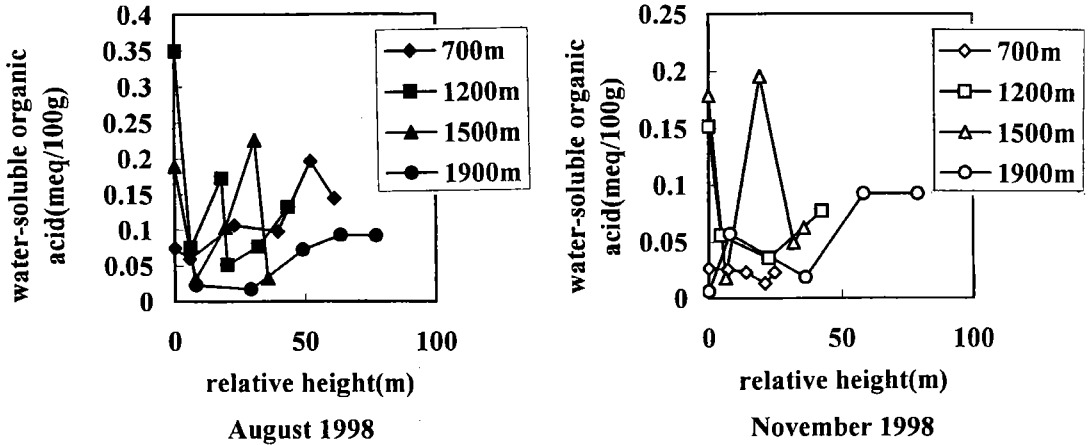 water-soluble organic
acid(meq/100g)
0.4
0.35
0.3
0.25
0.2
0.15
0.1
0.05
0
0 50 100
relative height(m)
August 1998
700m
1200m
1500m
1900m
water-soluble organic
acid(meq/100g)
0.25
0.2
0.15
0.1
0.05
0
0 50 100
relative height(m)
November 1998
700m
1200m
1500m
1900m